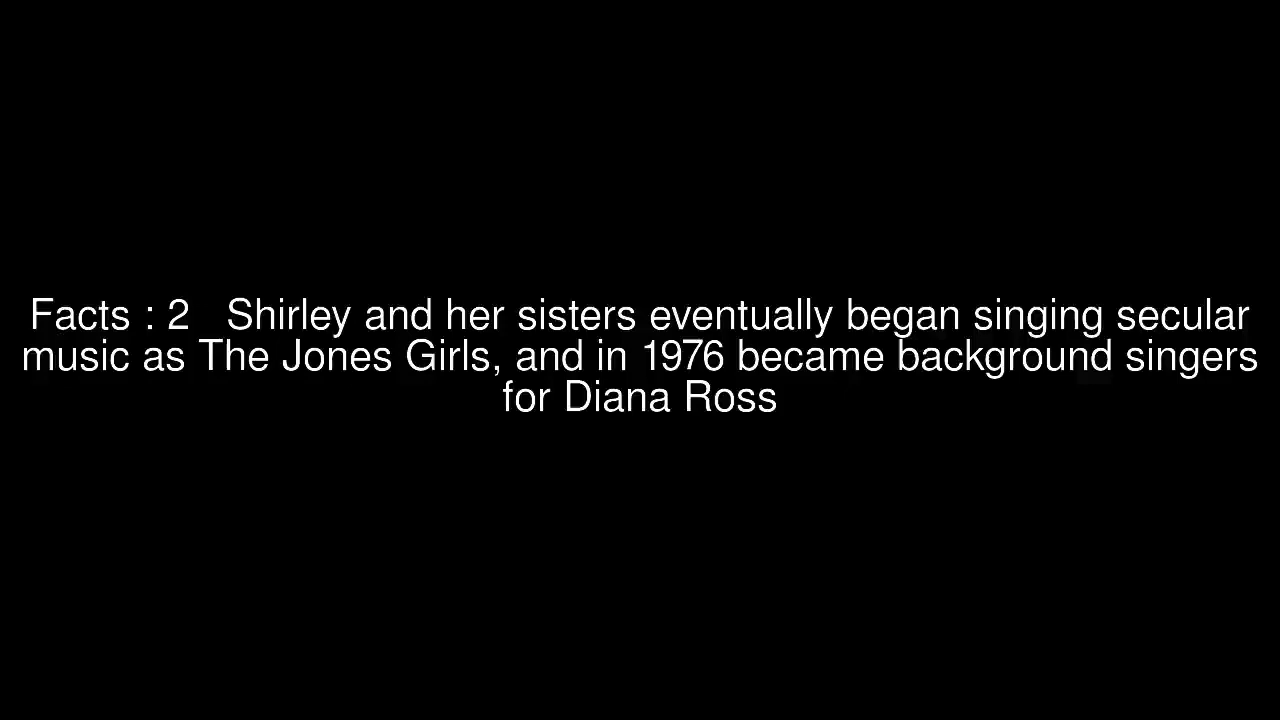 Facts : 2   Shirley and her sisters eventually began singing secular
music as The Jones Girls, and in 1976 became background singers
for Diana Ross